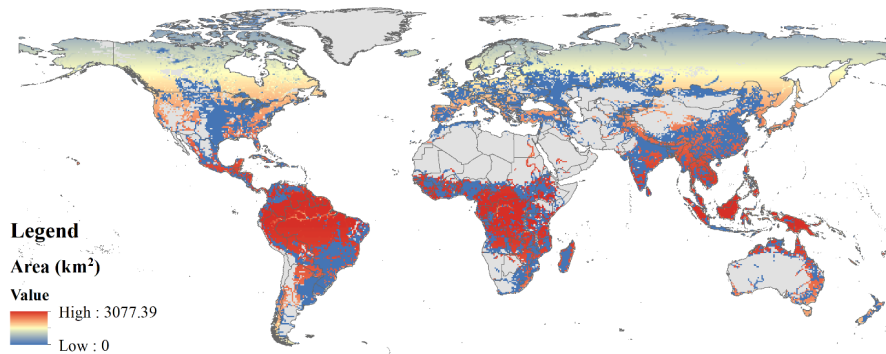 Legend
Area (km²)
Value
High : 3077.39
Low : 0